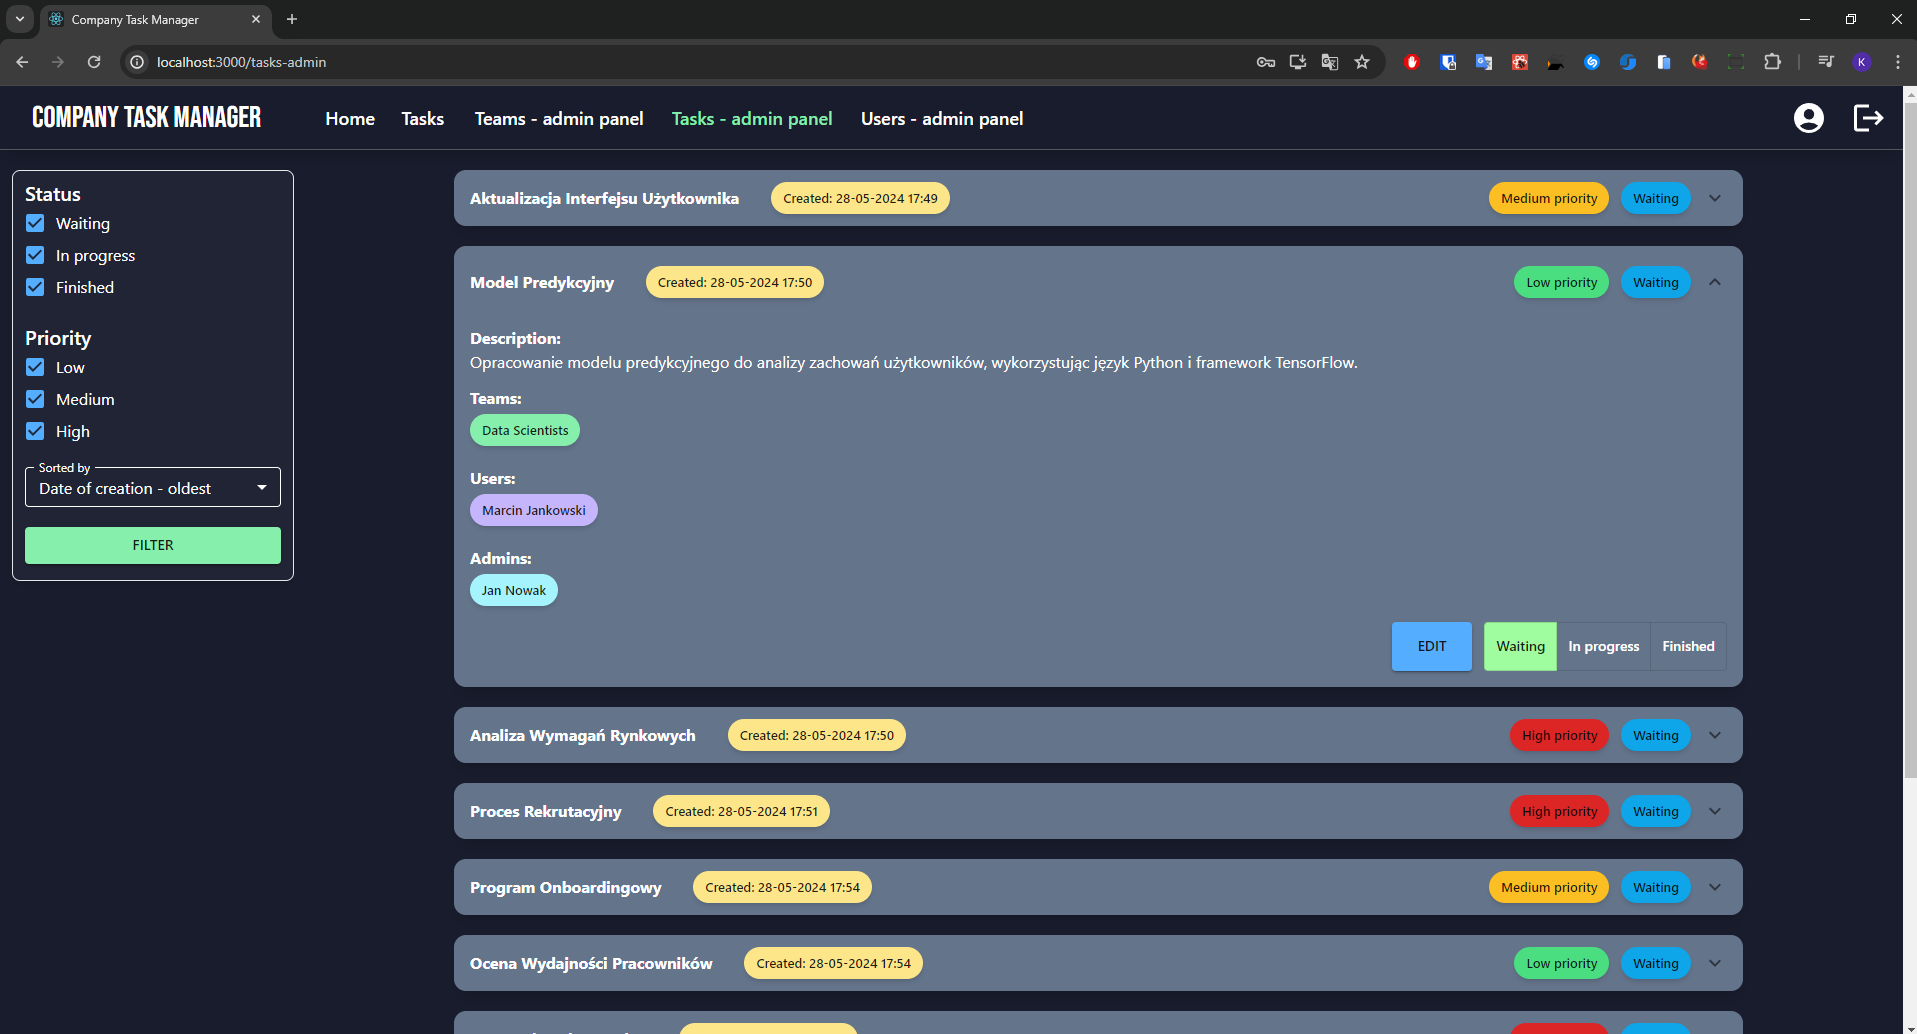 Company Task Manager
localhost:3000/tasks-admin
K
COMPANY TASK MANAGER
Home
Tasks
Teams - admin panel
Tasks - admin panel
Users - admin panel
Status
Waiting
In progress
Finished
Priority
Low
Medium
High
Sorted by
Date of creation - oldest
FILTER
Aktualizacja Interfejsu Użytkownika
Created: 28-05-2024 17:49
Medium priority
Waiting
Model Predykcyjny
Created: 28-05-2024 17:50
Low priority
Waiting
Description:
Opracowanie modelu predykcyjnego do analizy zachowań użytkowników, wykorzystując język Python i framework TensorFlow.
Teams:
Data Scientists
Users:
Marcin Jankowski
Admins:
Jan Nowak
EDIT
Waiting
In progress
Finished
Analiza Wymagań Rynkowych
Created: 28-05-2024 17:50
High priority
Waiting
Proces Rekrutacyjny
Created: 28-05-2024 17:51
High priority
Waiting
Program Onboardingowy
Created: 28-05-2024 17:54
Medium priority
Waiting
Ocena Wydajności Pracowników
Created: 28-05-2024 17:54
Low priority
Waiting